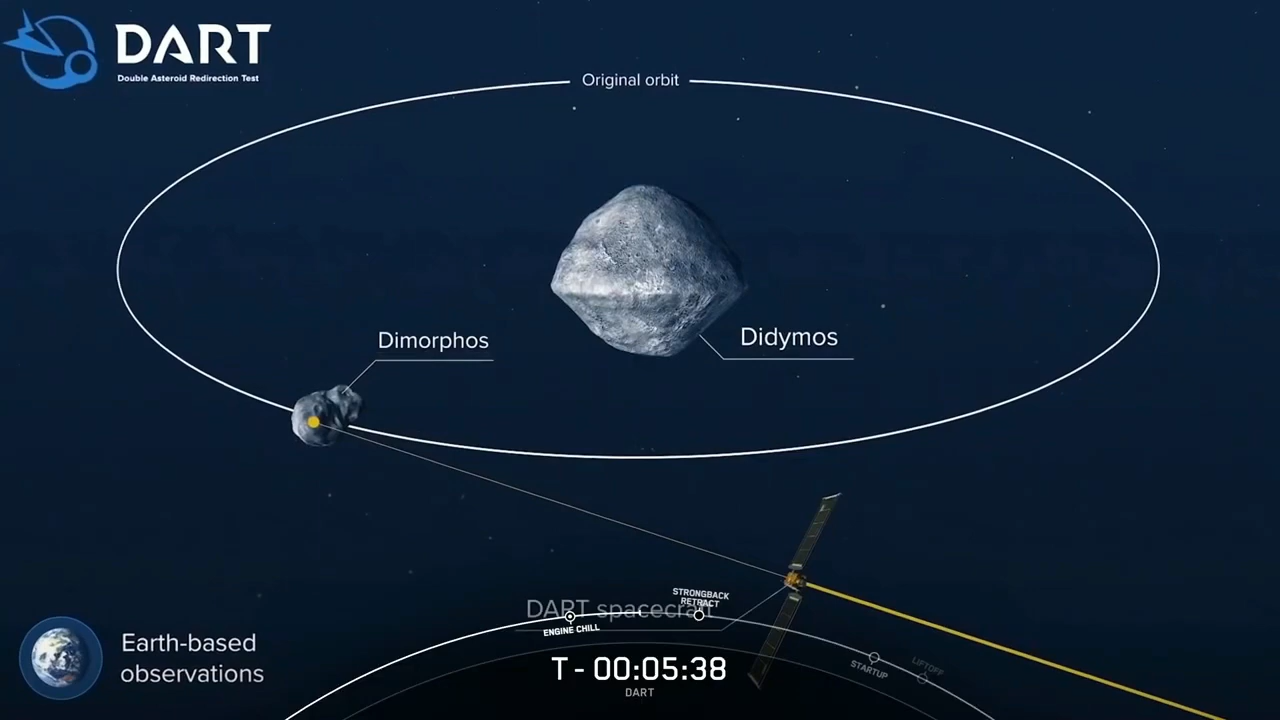 DART
Double Asteroid Redirection Test
Original orbit
Dimorphos
Didymos
DART spacecraft
STRONGBACK
RETRACT
ENGINE CHILL
STARTUP
LIFTOFF
Earth-based
observations
T - 00:05:38
DART